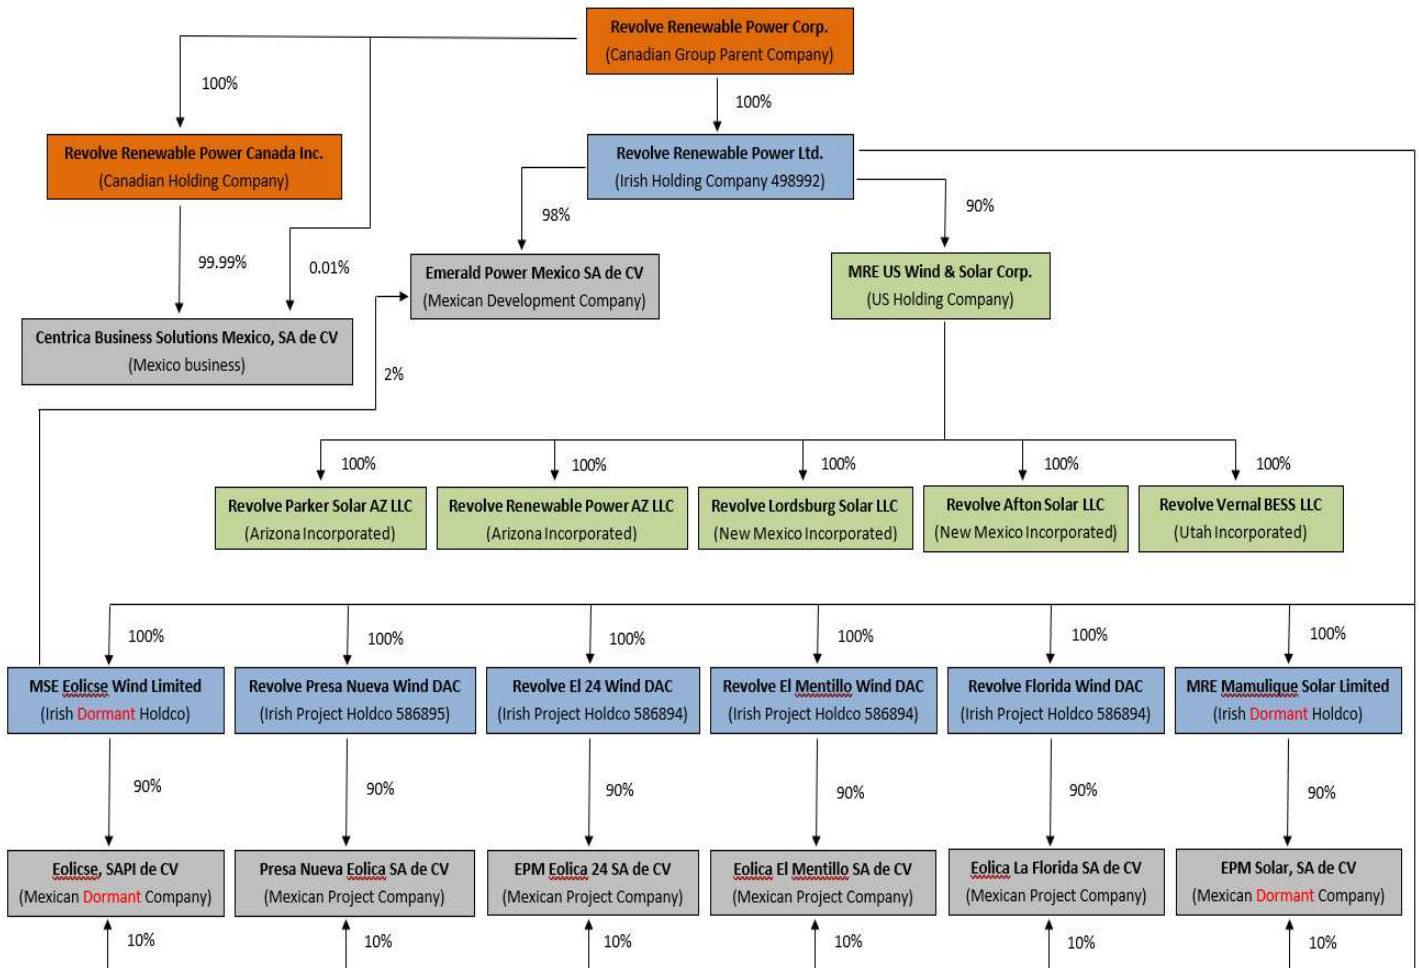 Revolve Renewable Power Corp.
(Canadian Group Parent Company)
100%
100%
Revolve Renewable Power Canada Inc.
(Canadian Holding Company)
Revolve Renewable Power Ltd.
(Irish Holding Company 498992)
98%
90%
99.99%
0.01%
Emerald Power Mexico SA de CV
(Mexican Development Company)
MRE US Wind & Solar Corp.
(US Holding Company)
Centrica Business Solutions Mexico, SA de CV
(Mexico business)
2%
100%
100%
100%
100%
100%
Revolve Parker Solar AZ LLC
(Arizona Incorporated)
Revolve Renewable Power AZ LLC
(Arizona Incorporated)
Revolve Lordsburg Solar LLC
(New Mexico Incorporated)
Revolve Afton Solar LLC
(New Mexico Incorporated)
Revolve Vernal BESS LLC
(Utah Incorporated)
100%
100%
100%
100%
100%
100%
MSE Eolicse Wind Limited
(Irish Dormant Holdco)
Revolve Presa Nueva Wind DAC
(Irish Project Holdco 586895)
Revolve El 24 Wind DAC
(Irish Project Holdco 586894)
Revolve El Mentillo Wind DAC
(Irish Project Holdco 586894)
Revolve Florida Wind DAC
(Irish Project Holdco 586894)
MRE Mamulique Solar Limited
(Irish Dormant Holdco)
90%
90%
90%
90%
90%
90%
Eolicse, SAPI de CV
(Mexican Dormant Company)
Presa Nueva Eolica SA de CV
(Mexican Project Company)
EPM Eolica 24 SA de CV
(Mexican Project Company)
Eolica El Mentillo SA de CV
(Mexican Project Company)
Eolica La Florida SA de CV
(Mexican Project Company)
EPM Solar, SA de CV
(Mexican Dormant Company)
10%
10%
10%
10%
10%
10%